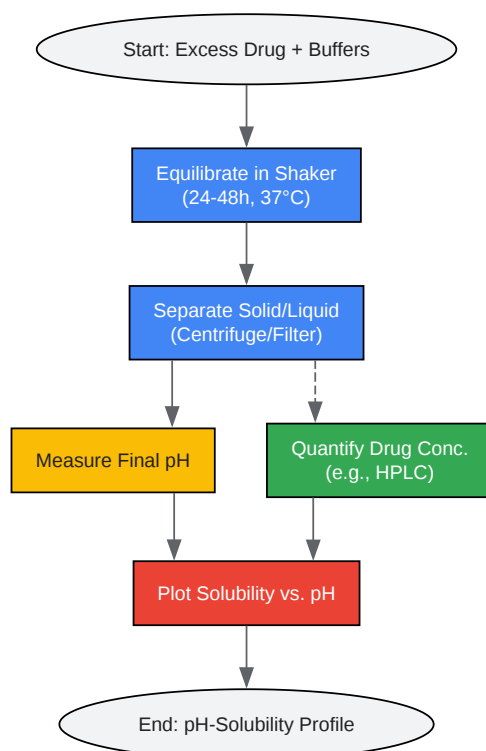 Start: Excess Drug + Buffers
Equilibrate in Shaker
(24-48h, 37°C)
Separate Solid/Liquid
(Centrifuge/Filter)
Measure Final pH
Quantify Drug Conc.
(e.g., HPLC)
Plot Solubility vs. pH
End: pH-Solubility Profile